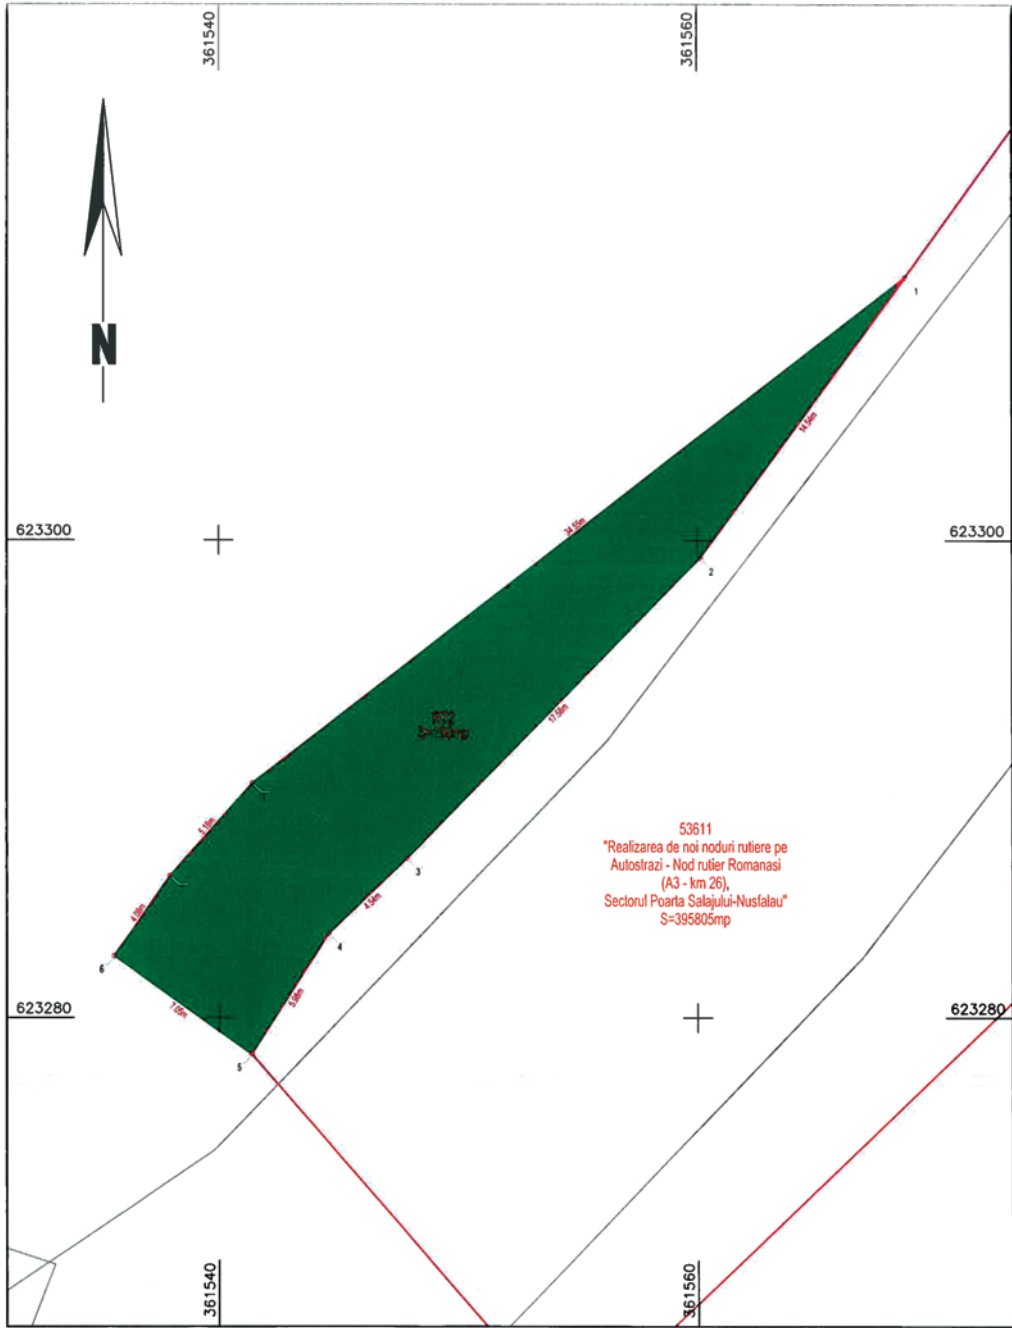 361540
361560
N
1
14.54m
34.55m
623300
623300
2
17.58m
5.19m
3
4.54m
4.08m
4
53611
"Realizarea de noi noduri rutiere pe
Autostrazi - Nod rutier Romanasi
(A3 - km 26),
Sectorul Poarta Salajului-Nusfalau"
S=395805mp
6
5.98m
7.05m
623280
623280
5
361540
361560